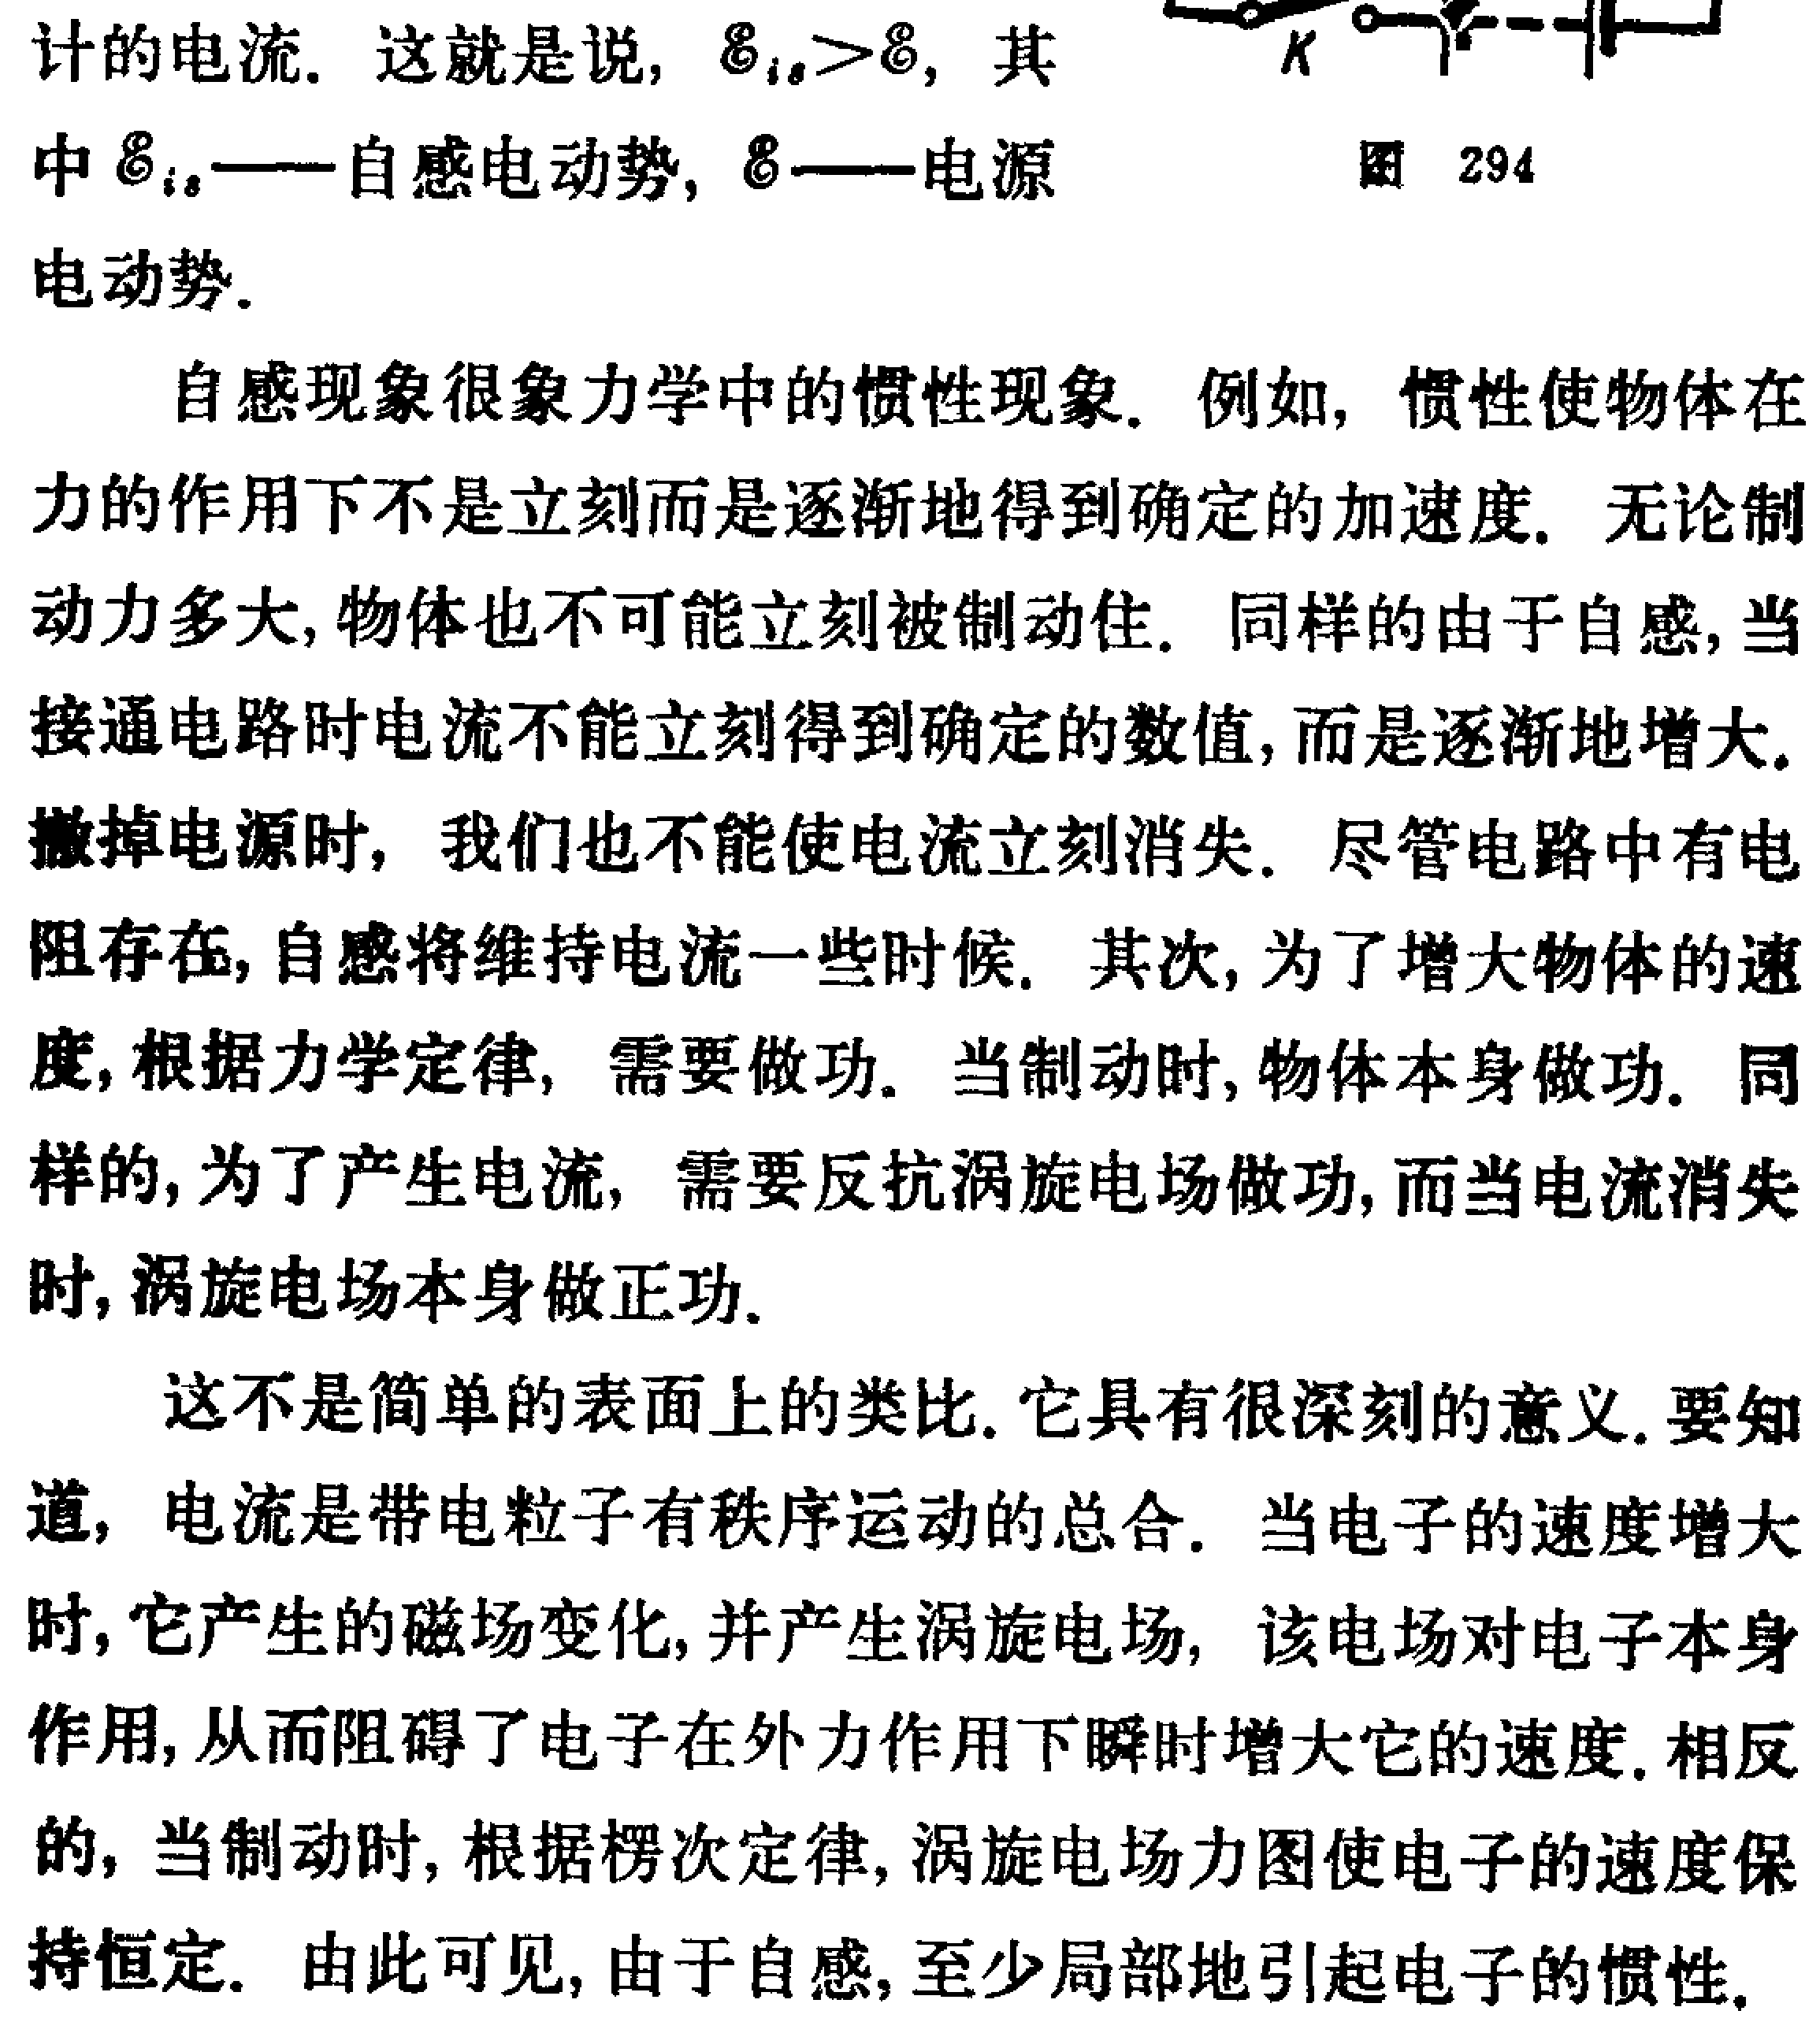 计的电流. 这就是说, ℰis>ℰ, 其
K
中 ℰis——自感电动势, ℰ——电源
图 294
电动势.
自感现象很象力学中的惯性现象. 例如, 惯性使物体在
力的作用下不是立刻而是逐渐地得到确定的加速度. 无论制
动力多大, 物体也不可能立刻被制动住. 同样的由于自感, 当
接通电路时电流不能立刻得到确定的数值, 而是逐渐地增大.
撤掉电源时, 我们也不能使电流立刻消失. 尽管电路中有电
阻存在, 自感将维持电流一些时候. 其次, 为了增大物体的速
度, 根据力学定律, 需要做功. 当制动时, 物体本身做功. 同
样的, 为了产生电流, 需要反抗涡旋电场做功, 而当电流消失
时, 涡旋电场本身做正功.
这不是简单的表面上的类比. 它具有很深刻的意义. 要知
道, 电流是带电粒子有秩序运动的总合. 当电子的速度增大
时, 它产生的磁场变化, 并产生涡旋电场, 该电场对电子本身
作用, 从而阻碍了电子在外力作用下瞬时增大它的速度. 相反
的, 当制动时, 根据楞次定律, 涡旋电场力图使电子的速度保
持恒定. 由此可见, 由于自感, 至少局部地引起电子的惯性.